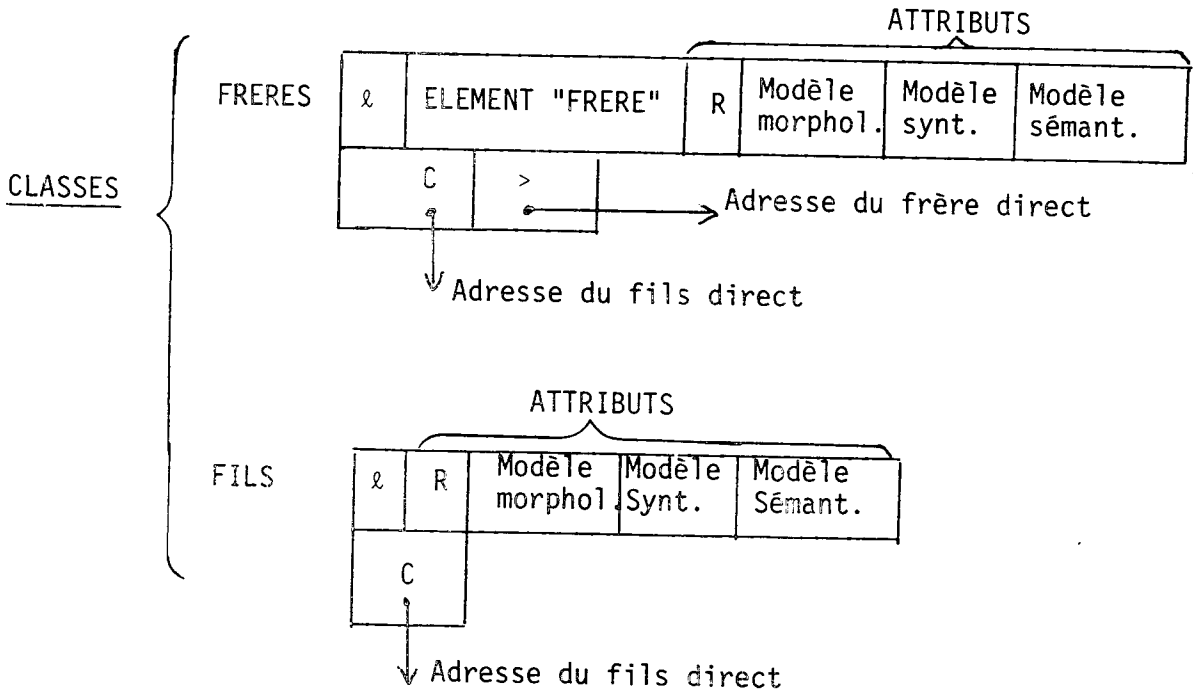 ATTRIBUTS
FRERES ℓ ELEMENT "FRERE" R Modèle morphol. Modèle synt. Modèle sémant.
CLASSES
C >
Adresse du frère direct
Adresse du fils direct
ATTRIBUTS
FILS ℓ R Modèle morphol. Modèle Synt. Modèle Sémant.
C
Adresse du fils direct